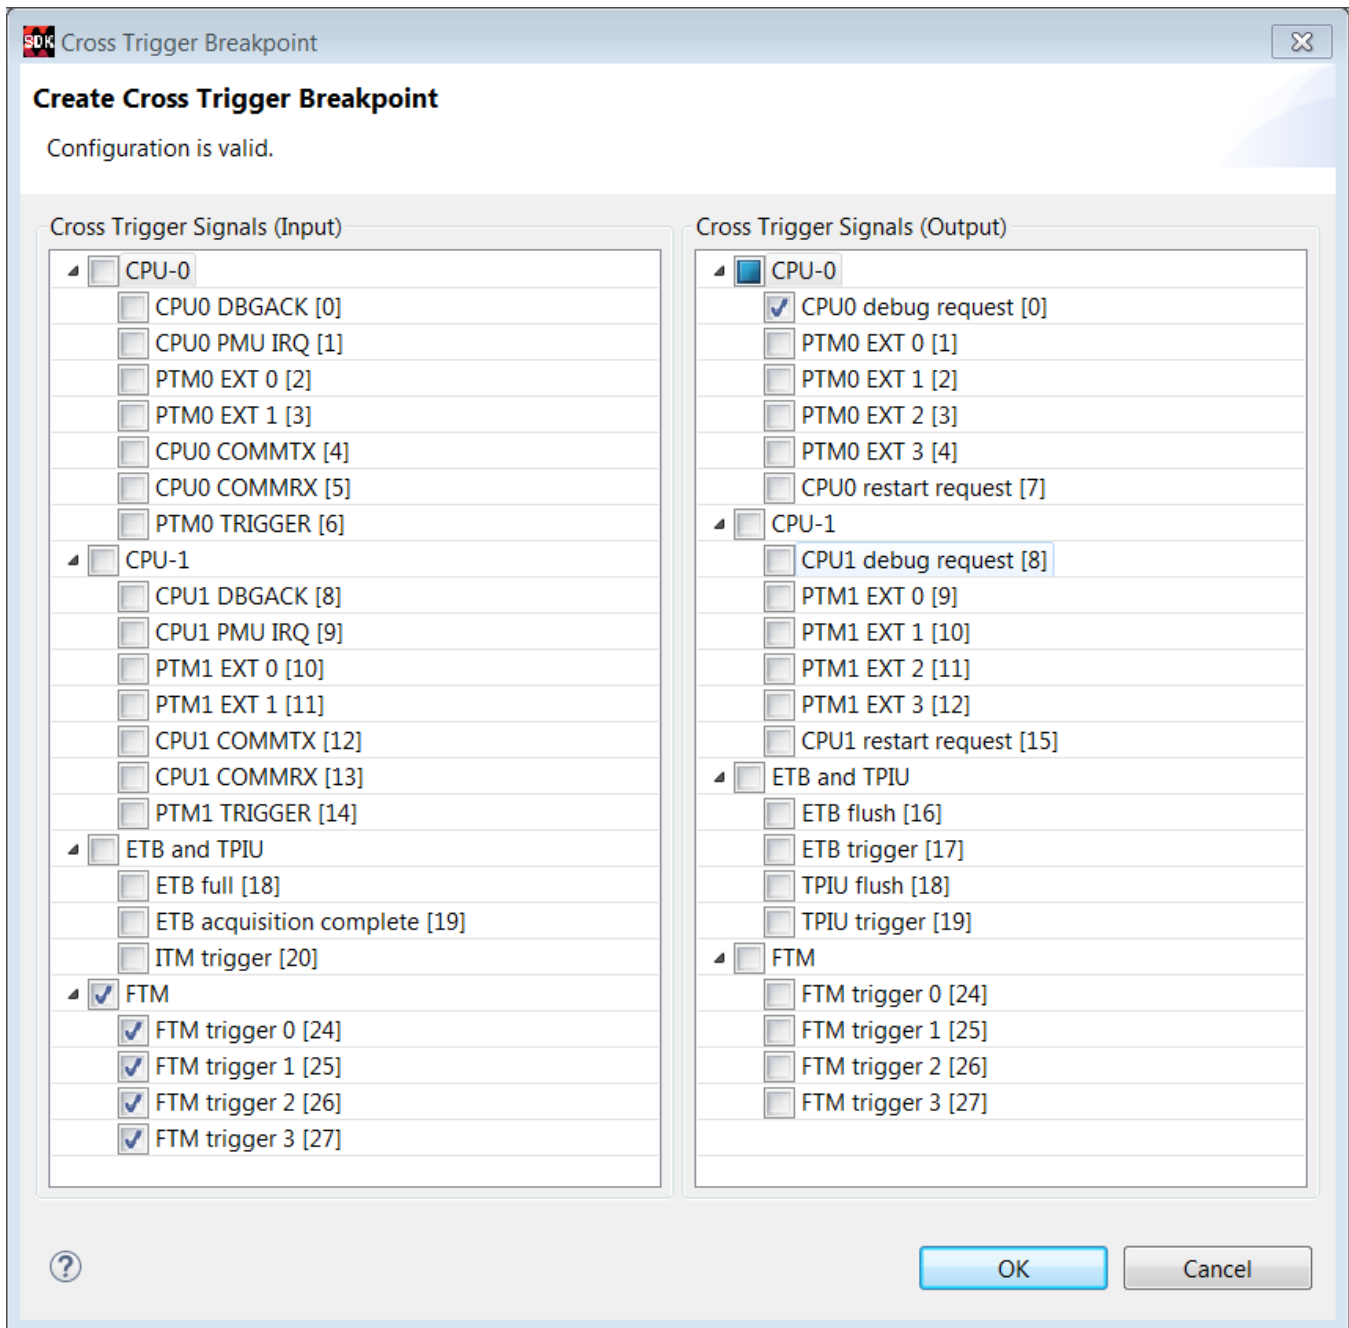 SDK Cross Trigger Breakpoint
Create Cross Trigger Breakpoint
Configuration is valid.
Cross Trigger Signals (Input)
CPU-0
CPU0 DBGACK [0]
CPU0 PMU IRQ [1]
PTM0 EXT 0 [2]
PTM0 EXT 1 [3]
CPU0 COMMTX [4]
CPU0 COMMRX [5]
PTM0 TRIGGER [6]
CPU-1
CPU1 DBGACK [8]
CPU1 PMU IRQ [9]
PTM1 EXT 0 [10]
PTM1 EXT 1 [11]
CPU1 COMMTX [12]
CPU1 COMMRX [13]
PTM1 TRIGGER [14]
ETB and TPIU
ETB full [18]
ETB acquisition complete [19]
ITM trigger [20]
FTM
FTM trigger 0 [24]
FTM trigger 1 [25]
FTM trigger 2 [26]
FTM trigger 3 [27]
Cross Trigger Signals (Output)
CPU-0
CPU0 debug request [0]
PTM0 EXT 0 [1]
PTM0 EXT 1 [2]
PTM0 EXT 2 [3]
PTM0 EXT 3 [4]
CPU0 restart request [7]
CPU-1
CPU1 debug request [8]
PTM1 EXT 0 [9]
PTM1 EXT 1 [10]
PTM1 EXT 2 [11]
PTM1 EXT 3 [12]
CPU1 restart request [15]
ETB and TPIU
ETB flush [16]
ETB trigger [17]
TPIU flush [18]
TPIU trigger [19]
FTM
FTM trigger 0 [24]
FTM trigger 1 [25]
FTM trigger 2 [26]
FTM trigger 3 [27]
?
OK
Cancel